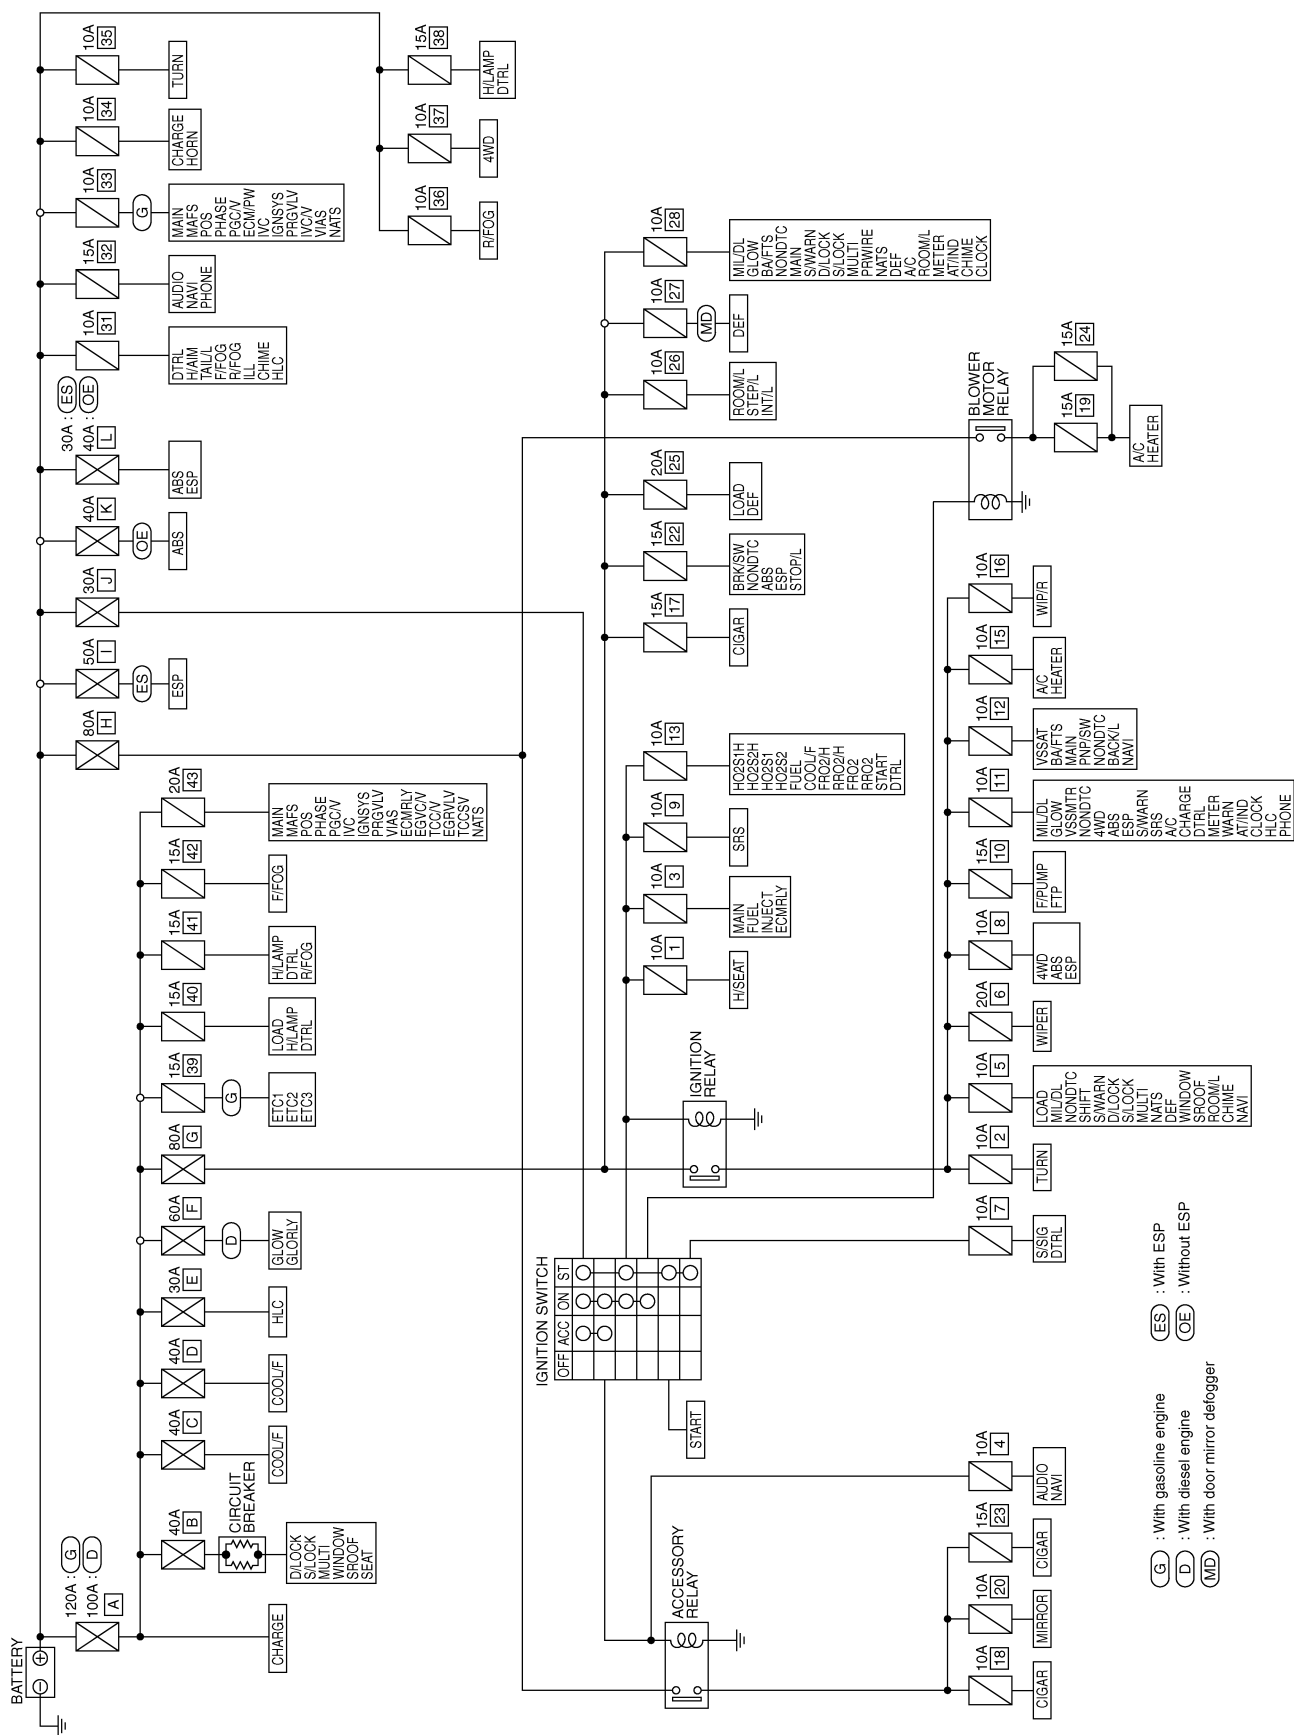 BATTERY
120A : G
100A : D
A
CHARGE
40A
B
CIRCUIT
BREAKER
D/LOCK
S/LOCK
MULTI
WINDOW
SROOF
SEAT
40A
C
COOL/F
40A
D
COOL/F
30A
E
HLC
60A
F
D
GLOW
GLORLY
80A
G
15A
39
G
ETC1
ETC2
ETC3
15A
40
LOAD
H/LAMP
DTRL
15A
41
H/LAMP
DTRL
R/FOG
15A
42
F/FOG
20A
43
MAIN
MAFS
POS
PHASE
PGC/V
IVC
IGNSYS
PRGVLV
VIAS
ECMRLY
EGVC/V
TCC/V
EGRVLV
TCCSV
NATS
80A
H
50A
I
ES
ESP
30A
J
40A
K
OE
ABS
30A : ES
40A : OE
L
ABS
ESP
10A
31
DTRL
H/AIM
TAIL/L
F/FOG
R/FOG
ILL
CHIME
HLC
15A
32
AUDIO
NAVI
PHONE
10A
33
G
MAIN
MAFS
POS
PHASE
PGC/V
ECM/PW
IVC
IGNSYS
PRGVLV
IVC/V
VIAS
NATS
10A
34
CHARGE
HORN
10A
35
TURN
10A
36
R/FOG
10A
37
4WD
15A
38
H/LAMP
DTRL
IGNITION SWITCH
OFF
ACC
ON
ST
START
IGNITION
RELAY
10A
1
H/SEAT
10A
3
MAIN
FUEL
INJECT
ECMRLY
10A
9
SRS
10A
13
HO2S1H
HO2S2H
HO2S1
HO2S2
FUEL
COOL/F
FRO2/H
RRO2/H
FRO2
RRO2
START
DTRL
15A
17
CIGAR
15A
22
BRK/SW
NONDTC
ABS
ESP
STOP/L
20A
25
LOAD
DEF
10A
26
ROOM/L
STEP/L
INT/L
10A
27
MD
DEF
10A
28
MIL/DL
GLOW
BA/FTS
NONDTC
MAIN
S/WARN
D/LOCK
S/LOCK
MULTI
PRWIRE
NATS
DEF
A/C
ROOM/L
METER
AT/IND
CHIME
CLOCK
ACCESSORY
RELAY
10A
18
CIGAR
10A
20
MIRROR
15A
23
CIGAR
10A
4
AUDIO
NAVI
10A
7
S/SIG
DTRL
10A
2
TURN
10A
5
LOAD
MIL/DL
NONDTC
SHIFT
S/WARN
D/LOCK
S/LOCK
MULTI
NATS
DEF
WINDOW
SROOF
ROOM/L
CHIME
NAVI
20A
6
WIPER
10A
8
4WD
ABS
ESP
15A
10
F/PUMP
FTP
10A
11
MIL/DL
GLOW
VSSMTR
NONDTC
4WD
ABS
ESP
S/WARN
SRS
A/C
CHARGE
DTRL
METER
WARN
AT/IND
CLOCK
HLC
PHONE
10A
12
VSSAT
BA/FTS
MAIN
PNP/SW
NONDTC
BACK/L
NAVI
10A
15
A/C
HEATER
10A
16
WIP/R
BLOWER
MOTOR
RELAY
15A
19
15A
24
A/C
HEATER
G : With gasoline engine
D : With diesel engine
MD : With door mirror defogger
ES : With ESP
OE : Without ESP